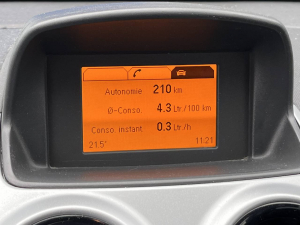 Autonomie 210 km
Ø-Conso. 4.3 Ltr/100 km
Conso. instant 0.3 Ltr/h
21.5° 11:21